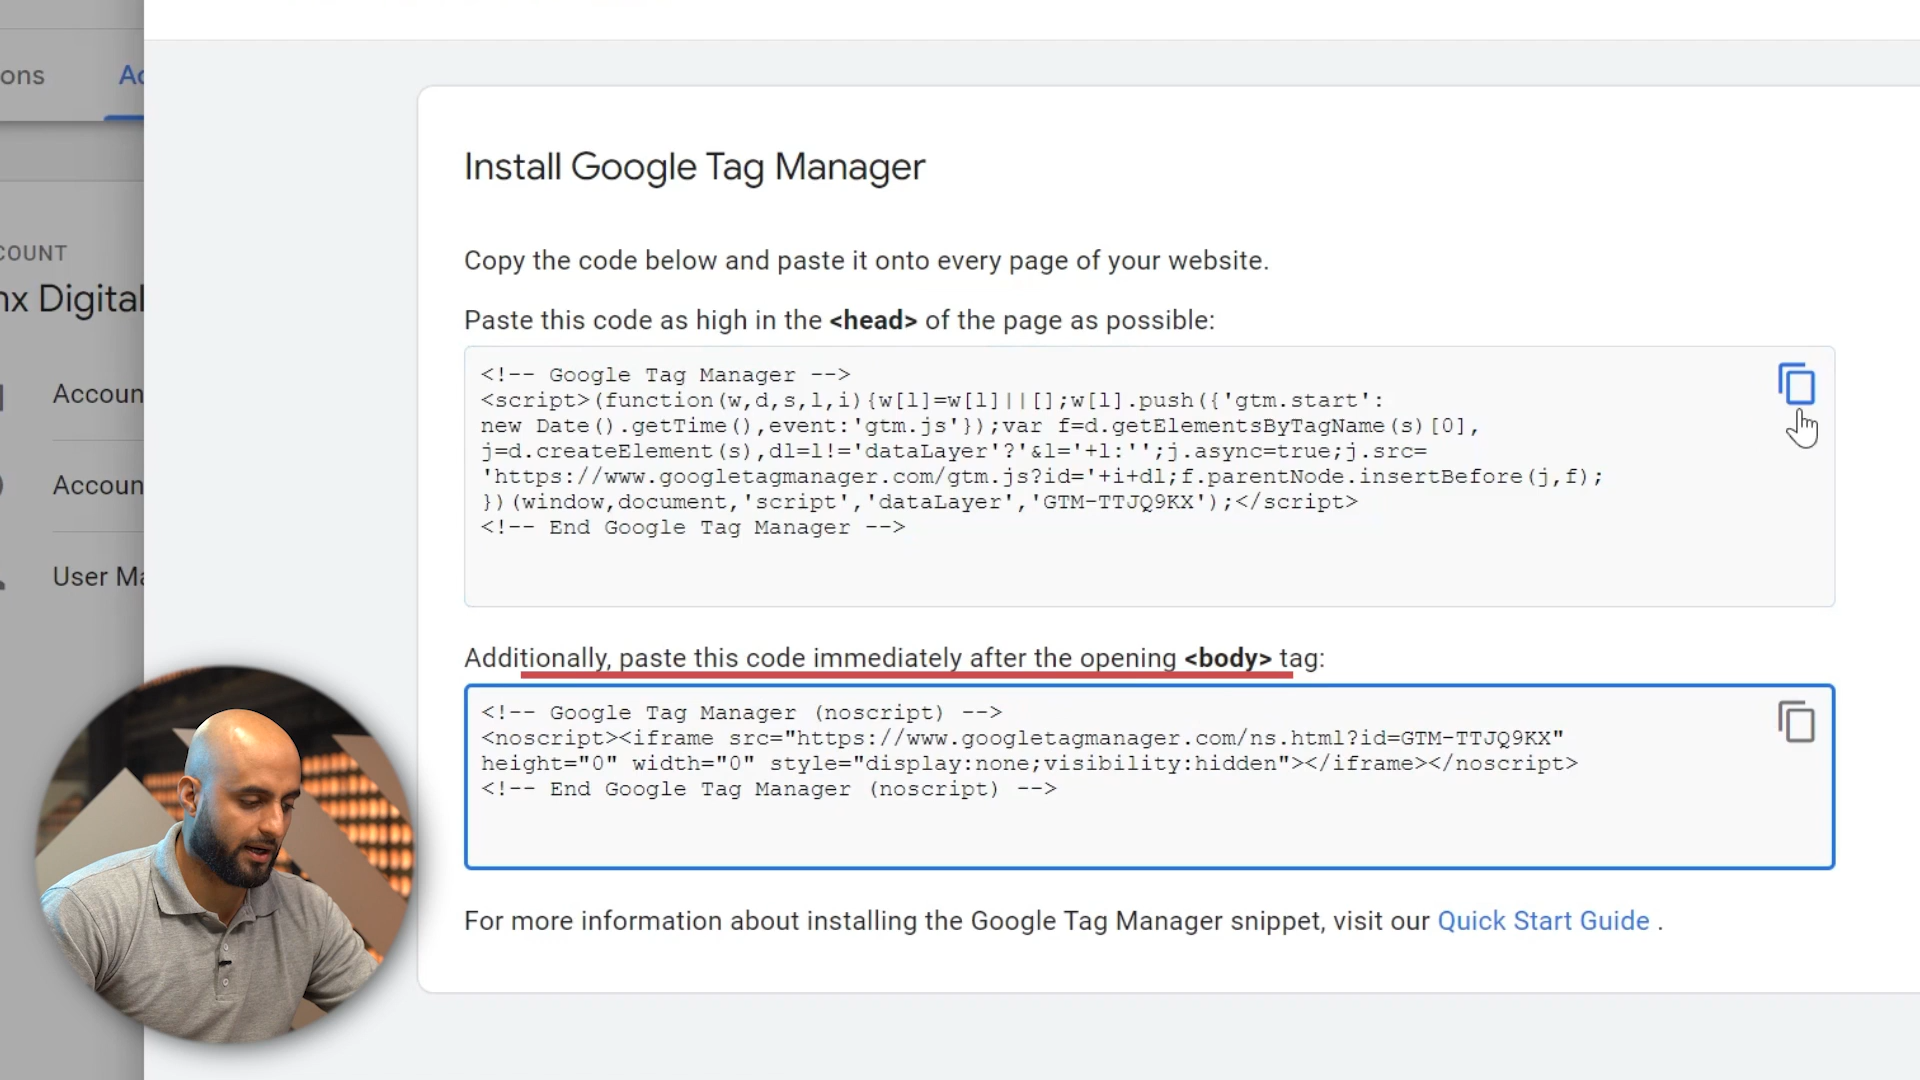 ons
Ac
Install Google Tag Manager
Copy the code below and paste it onto every page of your website.
COUNT
nx Digital
Paste this code as high in the <head> of the page as possible:
<!-- Google Tag Manager -->
<script>(function(w,d,s,l,i){w[l]=w[l]||[];w[l].push({'gtm.start':
new Date().getTime(),event:'gtm.js'});var f=d.getElementsByTagName(s)[0],
j=d.createElement(s),dl=l!='dataLayer'?'&l='+l:'';j.async=true;j.src=
'https://www.googletagmanager.com/gtm.js?id='+i+dl;f.parentNode.insertBefore(j,f);
})(window,document,'script','dataLayer','GTM-TTJQ9KX');</script>
<!-- End Google Tag Manager -->
Accoun
Accoun
User Ma
Additionally, paste this code immediately after the opening <body> tag:
<!-- Google Tag Manager (noscript) -->
<noscript><iframe src="https://www.googletagmanager.com/ns.html?id=GTM-TTJQ9KX"
height="0" width="0" style="display:none;visibility:hidden"></iframe></noscript>
<!-- End Google Tag Manager (noscript) -->
For more information about installing the Google Tag Manager snippet, visit our Quick Start Guide .